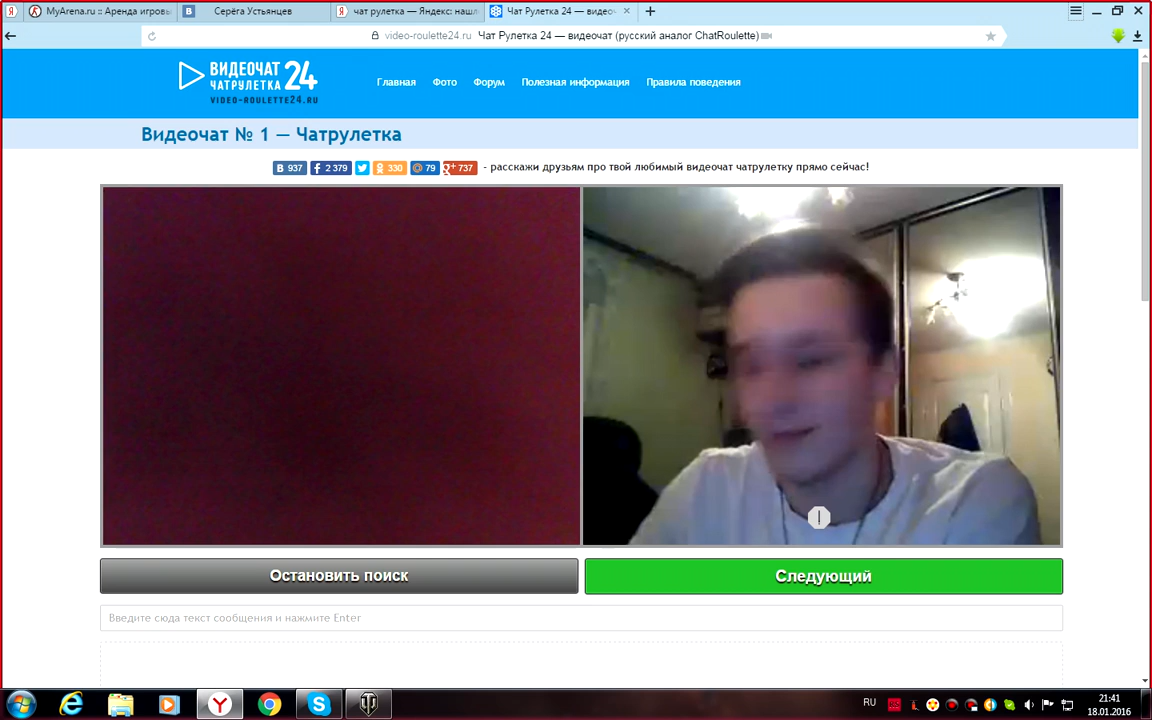 MyArena.ru :: Аренда игровы
Серёга Устьянцев
чат рулетка — Яндекс: нашл
Чат Рулетка 24 — видеоч
video-roulette24.ru Чат Рулетка 24 — видеочат (русский аналог ChatRoulette)
ВИДЕОЧАТ
ЧАТРУЛЕТКА 24
VIDEO-ROULETTE24.RU
Главная Фото Форум Полезная информация Правила поведения
Видеочат № 1 — Чатрулетка
937 2 379 330 79 g+ 737 - расскажи друзьям про твой любимый видеочат чатрулетку прямо сейчас!
Остановить поиск
Следующий
Введите сюда текст сообщения и нажмите Enter
RU
21:41
18.01.2016